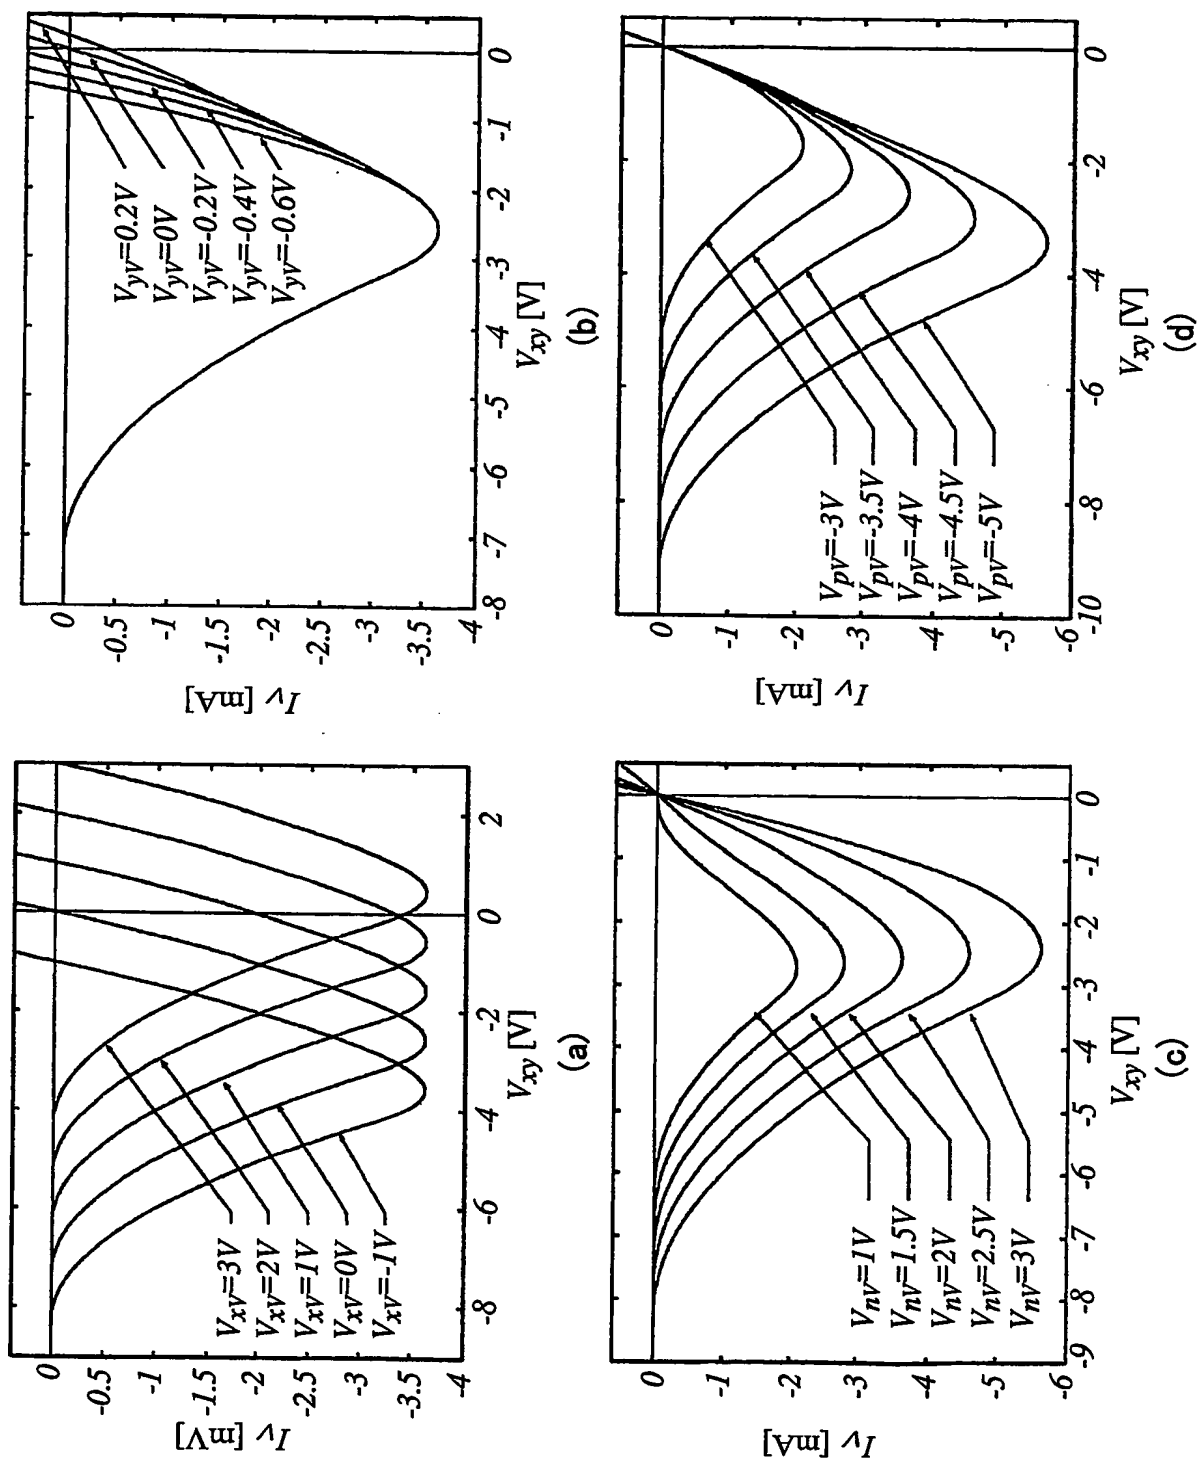 0
-0.5
-1
-1.5
-2
-2.5
-3
-3.5
-4
I_V [mV]
-8
-6
-4
-2
0
2
V_xy [V]
V_xV=3V
V_xV=2V
V_xV=1V
V_xV=0V
V_xV=-1V
(a)
0
-0.5
-1
-1.5
-2
-2.5
-3
-3.5
-4
I_V [mA]
-8
-7
-6
-5
-4
-3
-2
-1
0
V_xy [V]
V_yV=0.2V
V_yV=0V
V_yV=-0.2V
V_yV=-0.4V
V_yV=-0.6V
(b)
0
-1
-2
-3
-4
-5
-6
I_V [mA]
-9
-8
-7
-6
-5
-4
-3
-2
-1
0
V_xy [V]
V_nV=1V
V_nV=1.5V
V_nV=2V
V_nV=2.5V
V_nV=3V
(c)
0
-1
-2
-3
-4
-5
-6
I_V [mA]
-10
-8
-6
-4
-2
0
V_xy [V]
V_pV=-3V
V_pV=-3.5V
V_pV=-4V
V_pV=-4.5V
V_pV=-5V
(d)